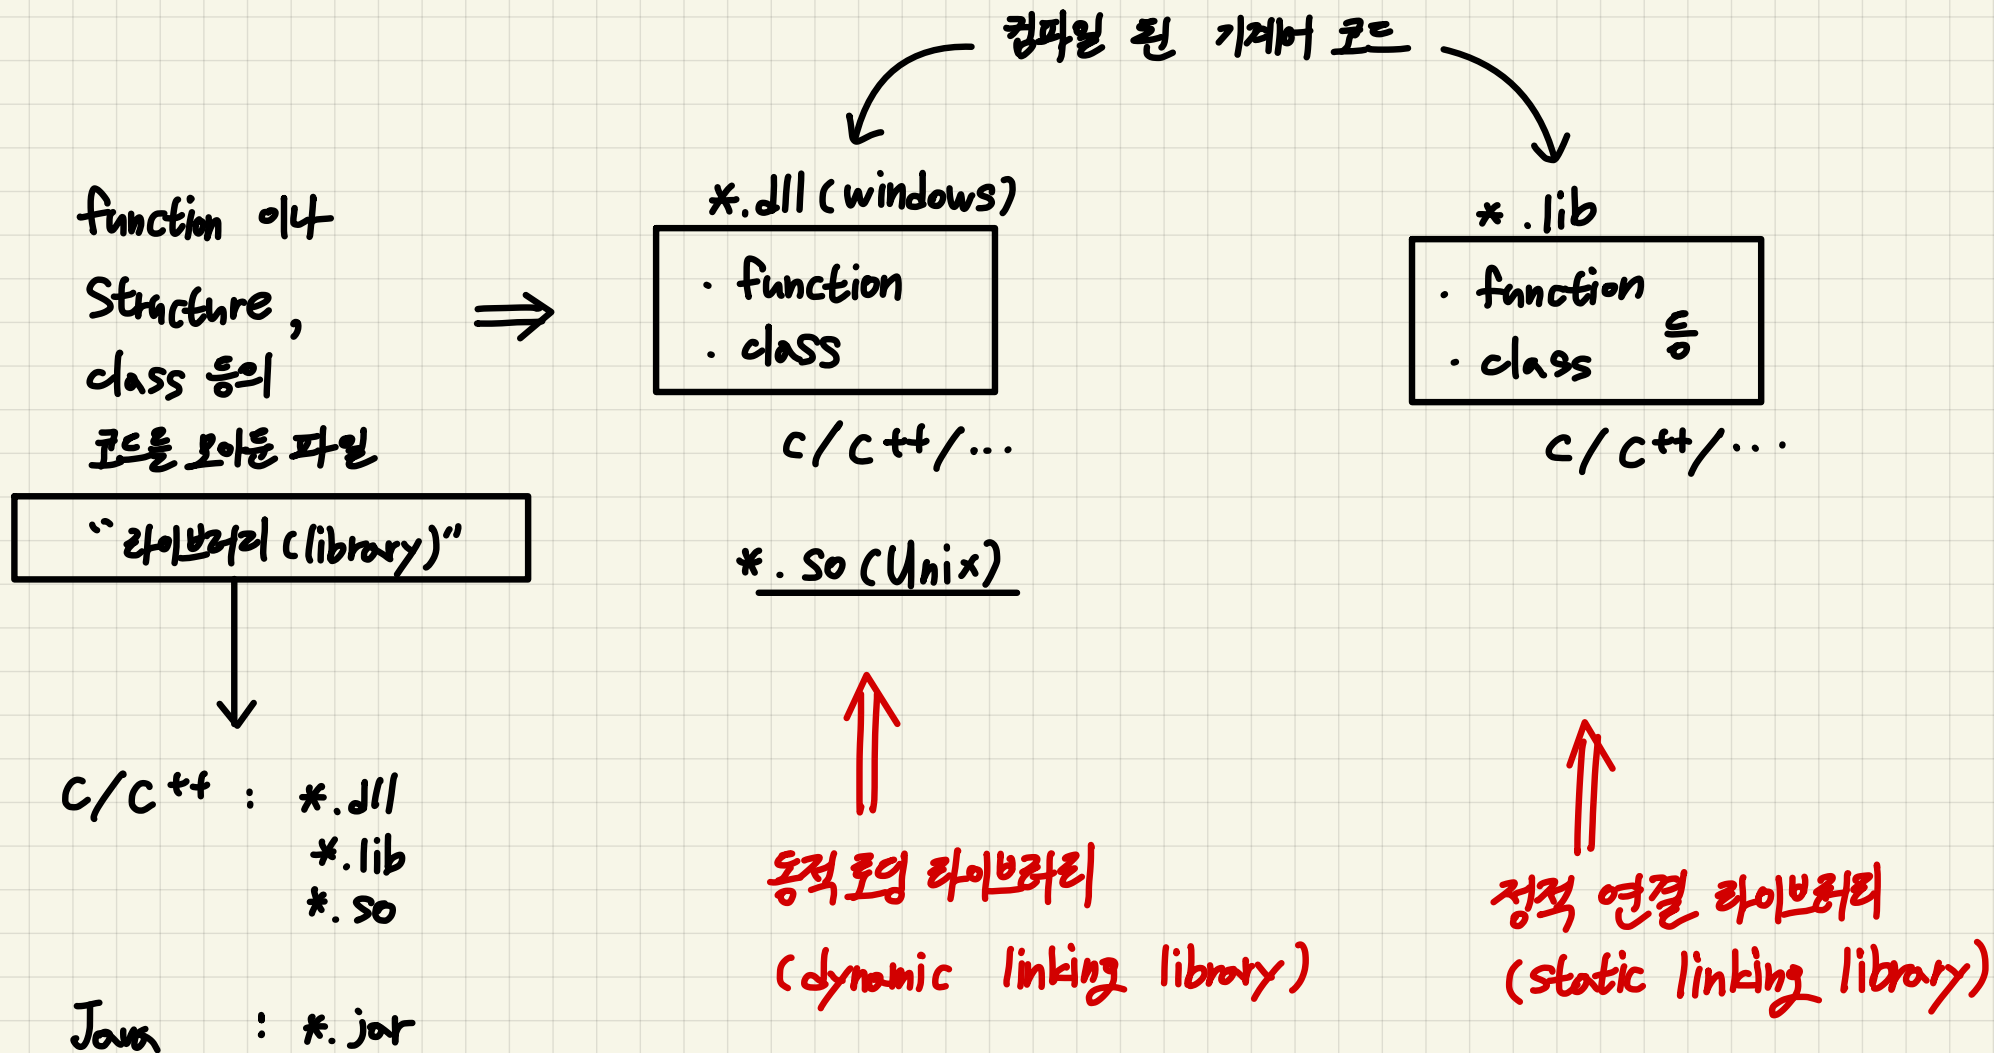 컴파일 된 기계어 코드
function 이나
Structure,
class 등의
코드를 모아둔 파일
"라이브러리 (library)"
C/C++ : *.dll
*.lib
*.so
Java : *.jar
*.dll (windows)
· function
· class
C/C++/...
*.so (Unix)
동적 로딩 라이브라리
(dynamic linking library)
*.lib
· function
· class 등
C/C++/...
정적 연결 라이브러리
(static linking library)